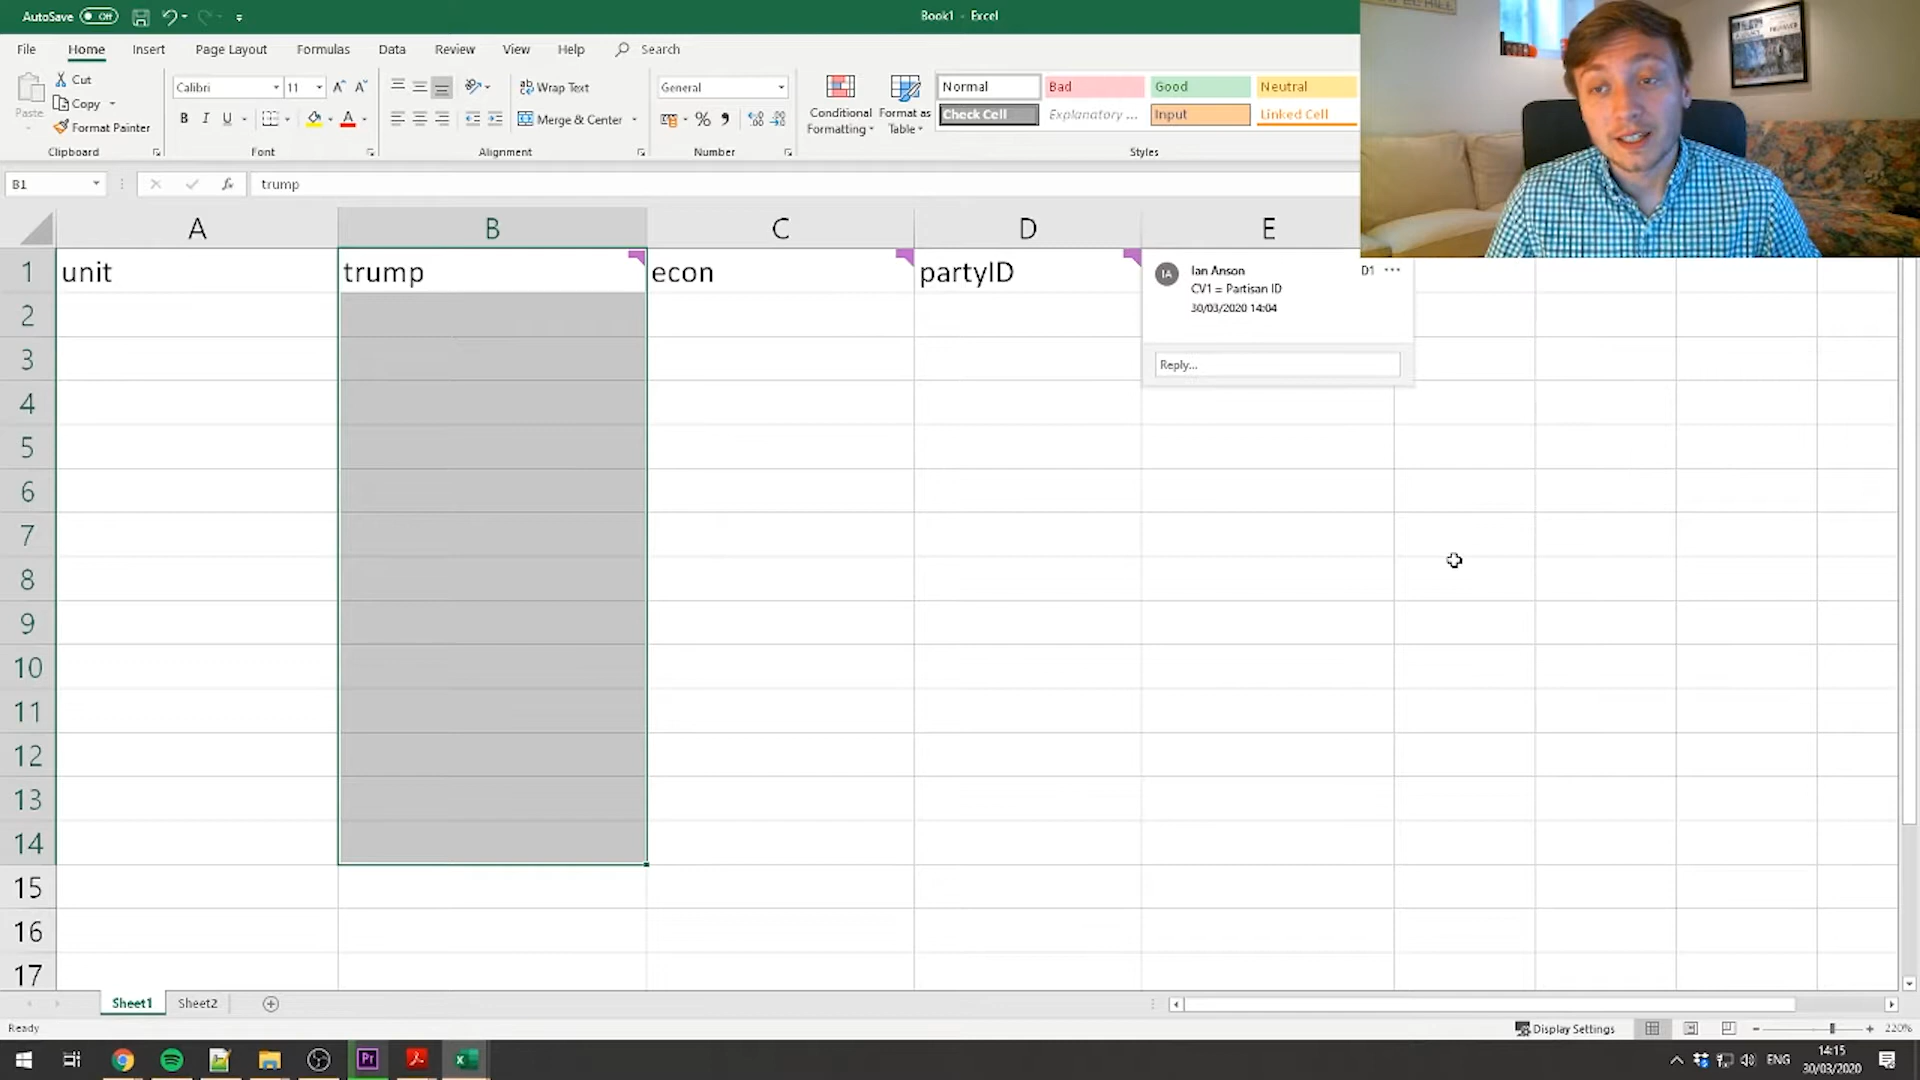 AutoSave Off Book1 - Excel
File Home Insert Page Layout Formulas Data Review View Help Search
Paste
Cut
Copy
Format Painter
Clipboard
Calibri 11
B I U A
Font
Wrap Text
Merge & Center
Alignment
General
%
Number
Conditional Formatting
Format as Table
Normal Bad Good Neutral
Check Cell Explanatory ... Input Linked Cell
Styles
B1 fx trump
A B C D E
1 unit trump econ partyID
IA Ian Anson D1 ...
CV1 = Partisan ID
30/03/2020 14:04
Reply...
2
3
4
5
6
7
8
9
10
11
12
13
14
15
16
17
Sheet1 Sheet2
Ready Display Settings 220%
Pr ENG 14:15
30/03/2020